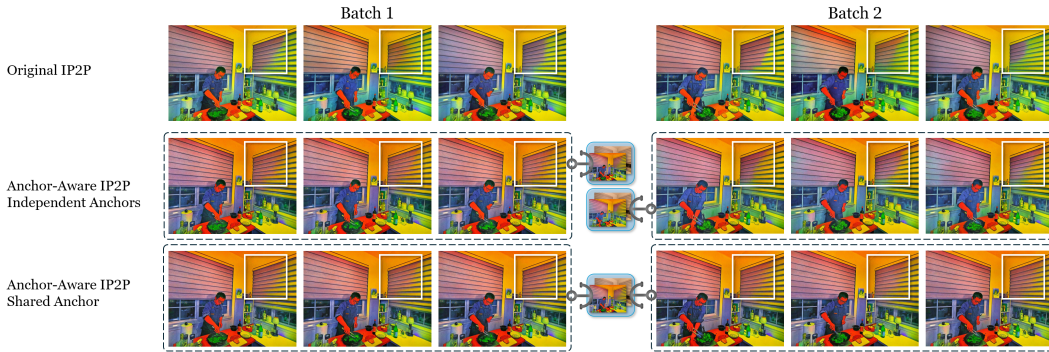 Batch 1
Batch 2
Original IP2P
Anchor-Aware IP2P
Independent Anchors
Anchor-Aware IP2P
Shared Anchor